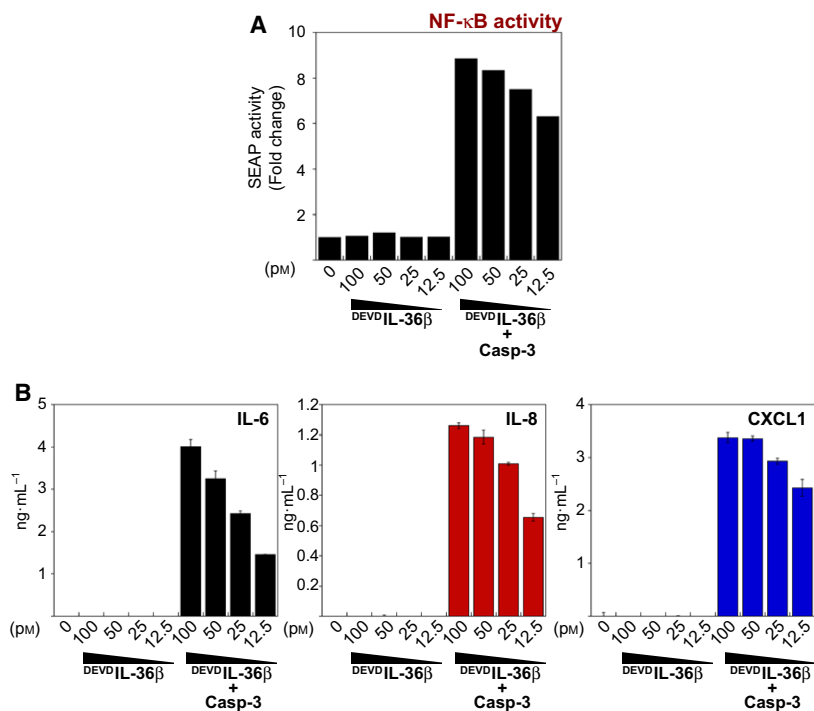 A
NF-κB activity
SEAP activity
(Fold change)
10
8
6
4
2
(pM) 0 100 50 25 12.5 100 50 25 12.5
DEVDIL-36β DEVDIL-36β
+
Casp-3
B
IL-6
ng·mL−1
5
4
3
2
1
(pM) 0 100 50 25 12.5 100 50 25 12.5
DEVDIL-36β DEVDIL-36β
+
Casp-3
IL-8
ng·mL−1
1.2
1.2
1
0.8
0.6
0.4
0.2
0 100 50 25 12.5 100 50 25 12.5
DEVDIL-36β DEVDIL-36β
+
Casp-3
CXCL1
ng·mL−1
4
3
2
1
(pM) 0 100 50 25 12.5 100 50 25 12.5
DEVDIL-36β DEVDIL-36β
+
Casp-3